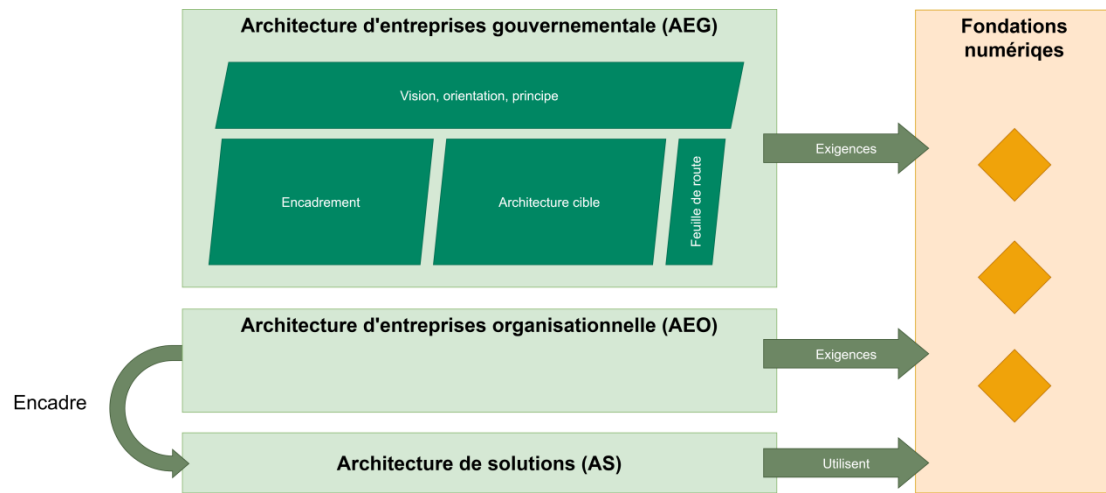 Architecture d'entreprises gouvernementale (AEG)
Vision, orientation, principe
Encadrement
Architecture cible
Feuille de route
Exigences
Fondations
numériqes
Architecture d'entreprises organisationnelle (AEO)
Exigences
Encadre
Architecture de solutions (AS)
Utilisent